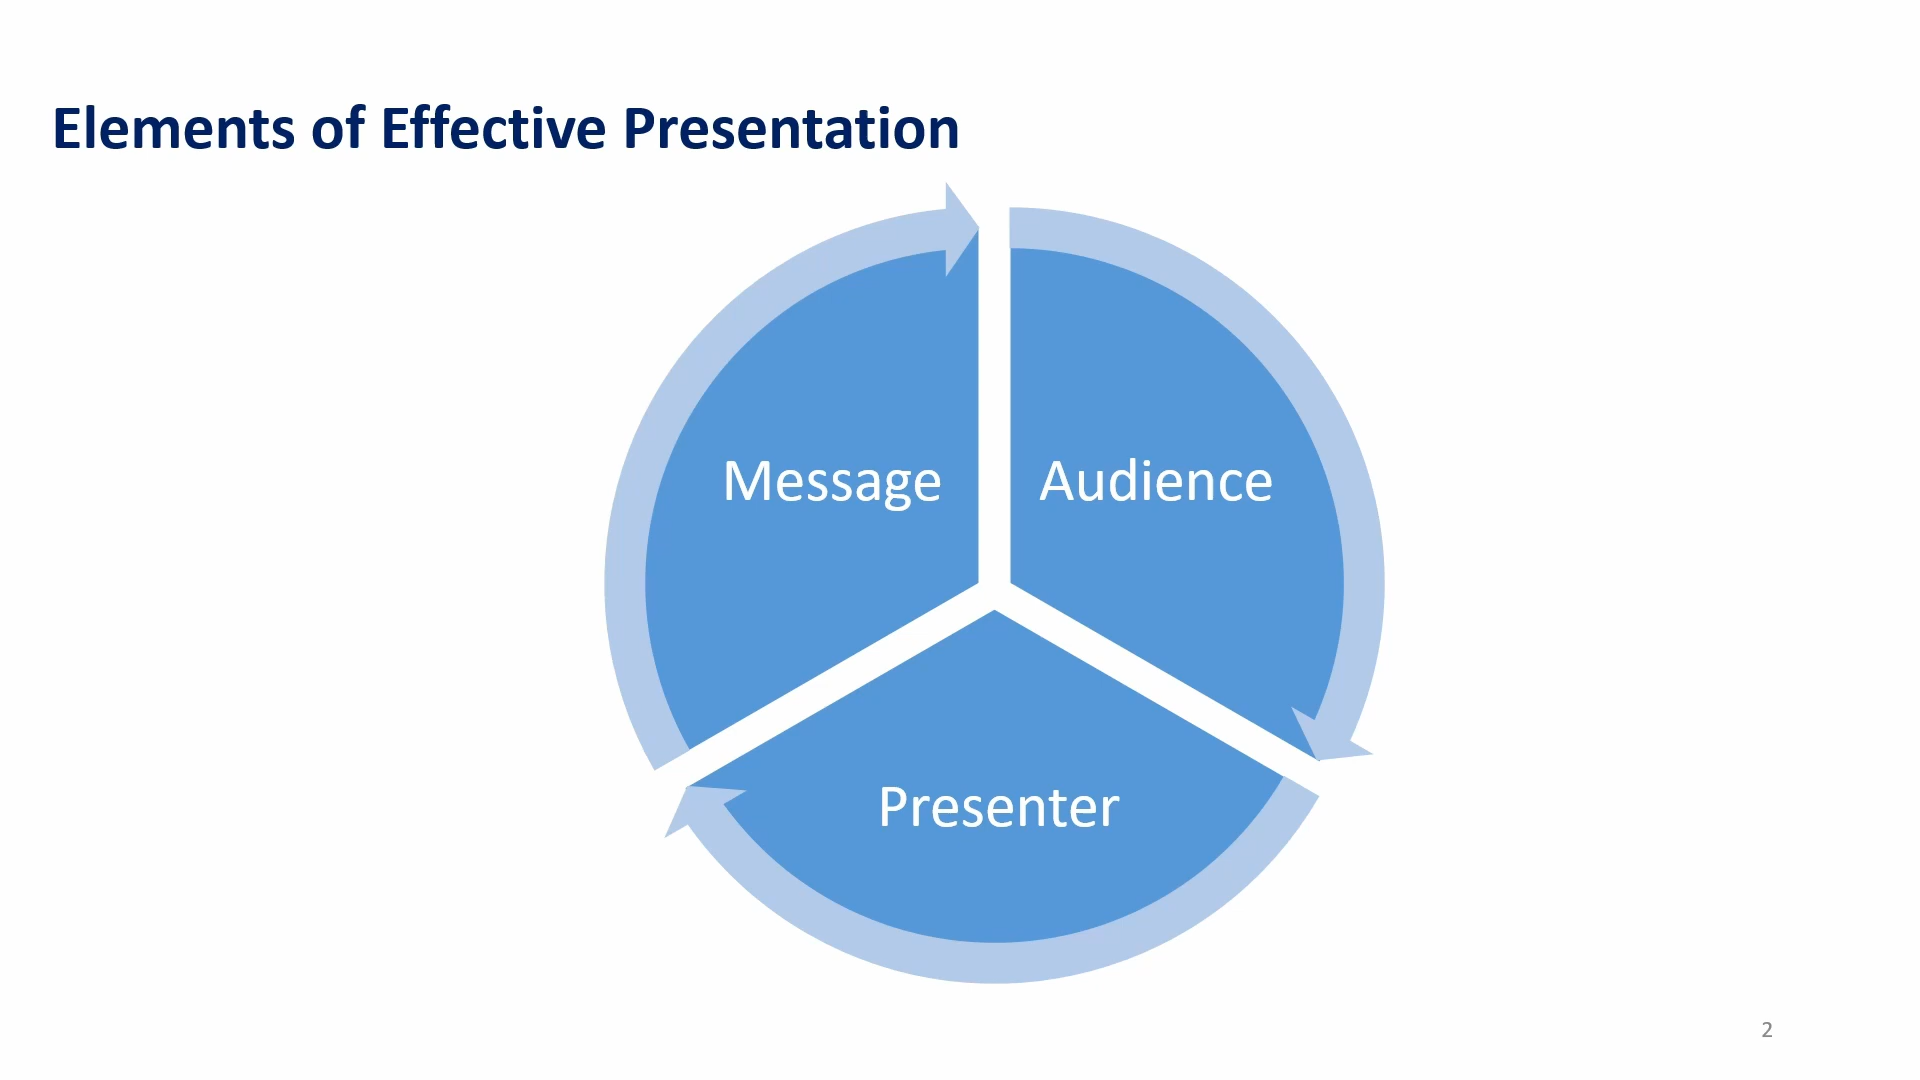 Elements of Effective Presentation
Message
Audience
Presenter
2